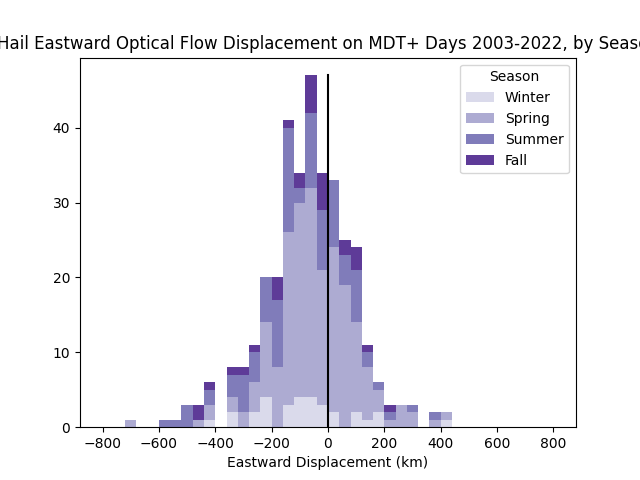 Hail Eastward Optical Flow Displacement on MDT+ Days 2003-2022, by Seas
Season
Winter
Spring
Summer
Fall
40
30
20
10
0
−800 −600 −400 −200 0 200 400 600 800
Eastward Displacement (km)